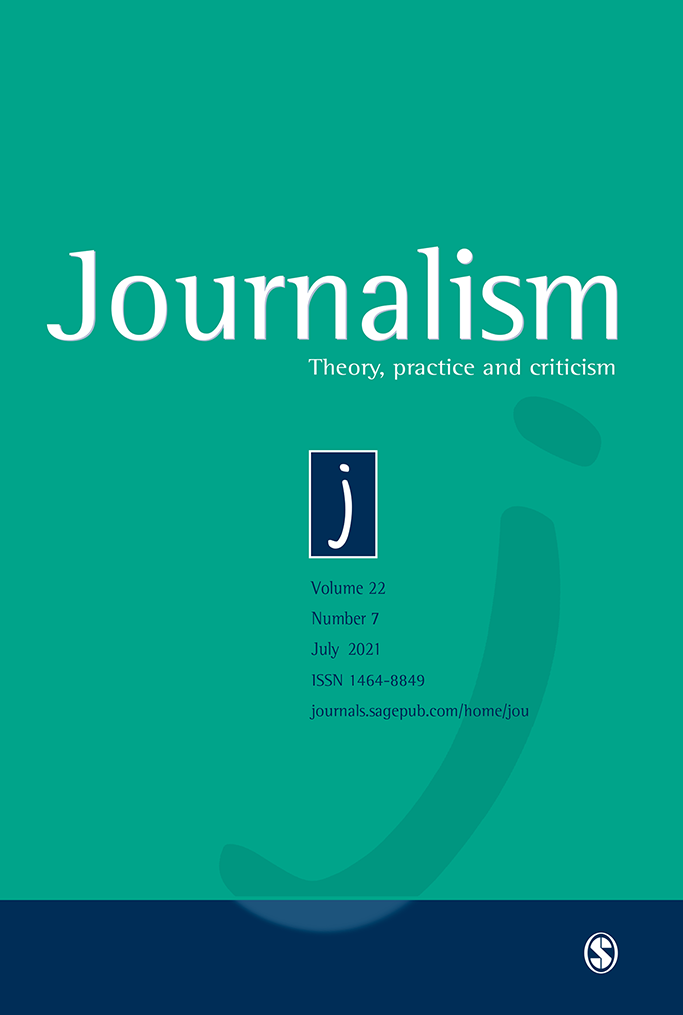 Journalism
Theory, practice and criticism
j
Volume 22
Number 7
July 2021
ISSN 1464-8849
journals.sagepub.com/home/jou
S